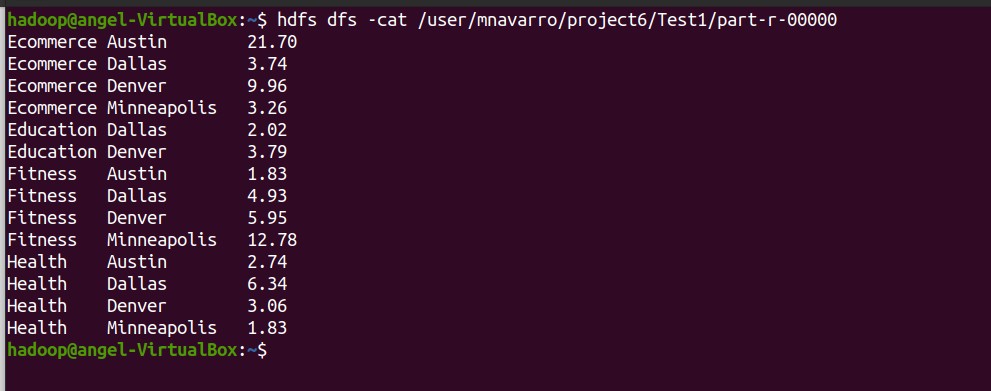 hadoop@angel-VirtualBox:~$ hdfs dfs -cat /user/mnavarro/project6/Test1/part-r-00000
Ecommerce Austin        21.70
Ecommerce Dallas        3.74
Ecommerce Denver        9.96
Ecommerce Minneapolis   3.26
Education Dallas        2.02
Education Denver        3.79
Fitness   Austin        1.83
Fitness   Dallas        4.93
Fitness   Denver        5.95
Fitness   Minneapolis   12.78
Health    Austin        2.74
Health    Dallas        6.34
Health    Denver        3.06
Health    Minneapolis   1.83
hadoop@angel-VirtualBox:~$